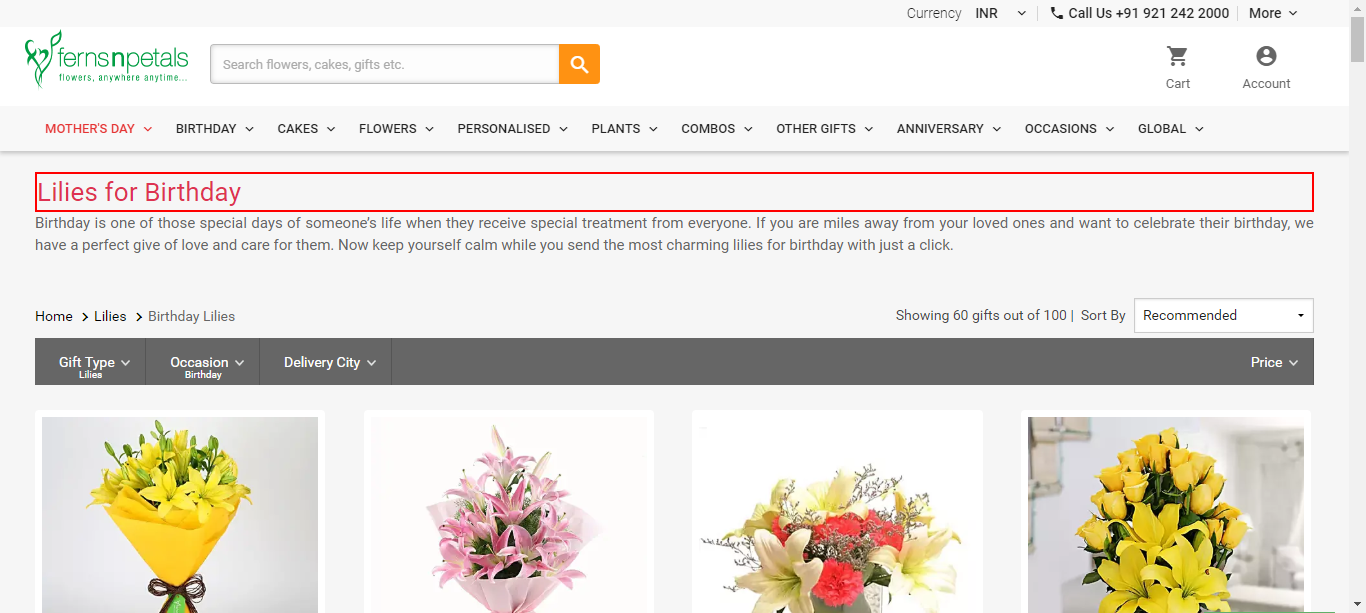 Currency INR Call Us +91 921 242 2000 More
fernsnpetals
flowers, anywhere anytime...
Search flowers, cakes, gifts etc.
Cart Account
MOTHER'S DAY BIRTHDAY CAKES FLOWERS PERSONALISED PLANTS COMBOS OTHER GIFTS ANNIVERSARY OCCASIONS GLOBAL
Lilies for Birthday
Birthday is one of those special days of someone’s life when they receive special treatment from everyone. If you are miles away from your loved ones and want to celebrate their birthday, we
have a perfect give of love and care for them. Now keep yourself calm while you send the most charming lilies for birthday with just a click.
Home Lilies Birthday Lilies Showing 60 gifts out of 100 | Sort By Recommended
Gift Type Occasion Delivery City Price
Lilies Birthday